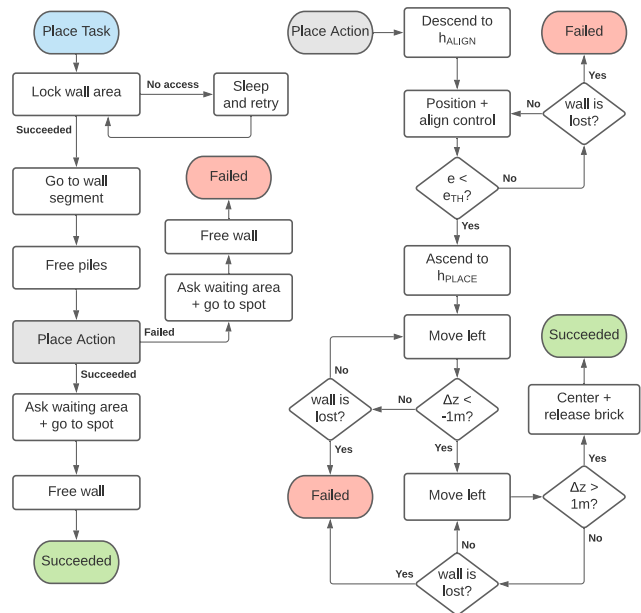 Place Task
Lock wall area
No access
Sleep
and retry
Succeeded
Go to wall
segment
Free piles
Place Action
Failed
Succeeded
Ask waiting area
+ go to spot
Free wall
Succeeded
Failed
Free wall
Ask waiting area
+ go to spot
Place Action
Descend to
hALIGN
Position +
align control
Failed
Yes
wall is
lost?
No
e <
eTH?
No
Yes
Ascend to
hPLACE
Move left
Δz <
-1m?
No
wall is
lost?
No
Yes
Failed
Yes
Move left
Δz >
1m?
Yes
Center +
release brick
Succeeded
No
wall is
lost?
No
Yes